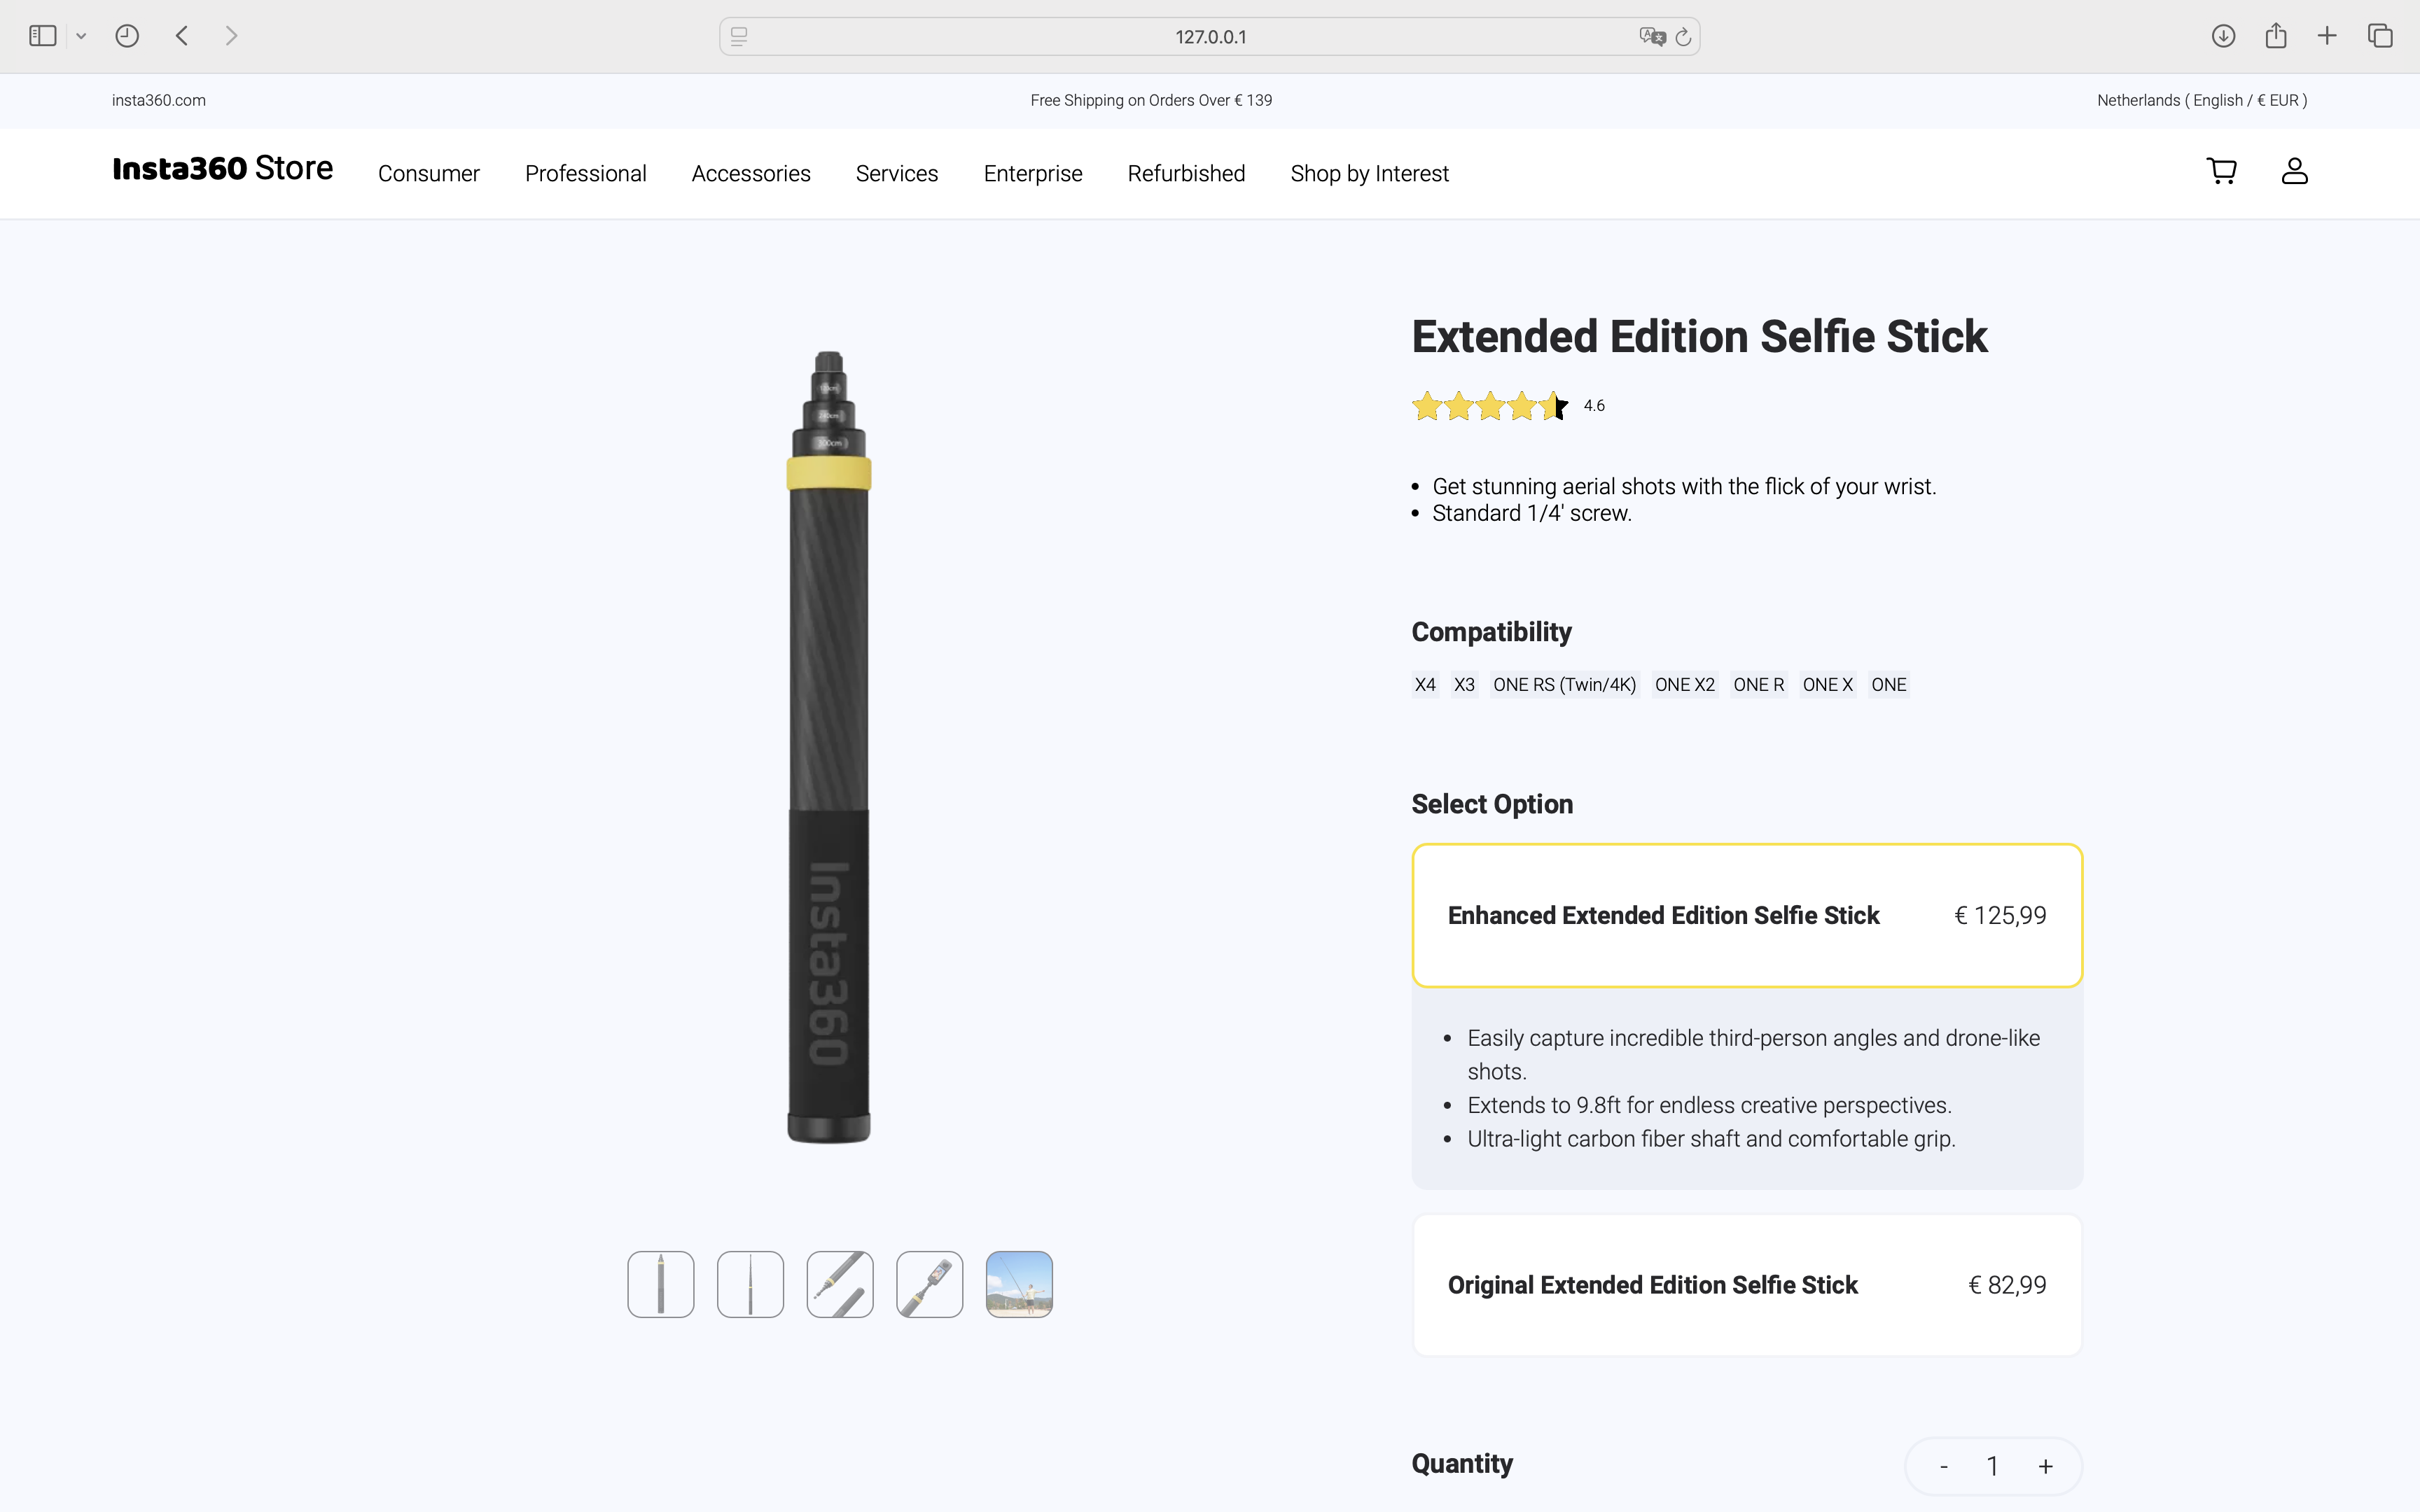 127.0.0.1
insta360.com
Free Shipping on Orders Over € 139
Netherlands ( English / € EUR )
Insta360 Store
Consumer
Professional
Accessories
Services
Enterprise
Refurbished
Shop by Interest
Extended Edition Selfie Stick
4.6
• Get stunning aerial shots with the flick of your wrist.
• Standard 1/4' screw.
Compatibility
X4 X3 ONE RS (Twin/4K) ONE X2 ONE R ONE X ONE
Select Option
Enhanced Extended Edition Selfie Stick € 125,99
• Easily capture incredible third-person angles and drone-like
shots.
• Extends to 9.8ft for endless creative perspectives.
• Ultra-light carbon fiber shaft and comfortable grip.
Original Extended Edition Selfie Stick € 82,99
Quantity
- 1 +
300cm
Insta360